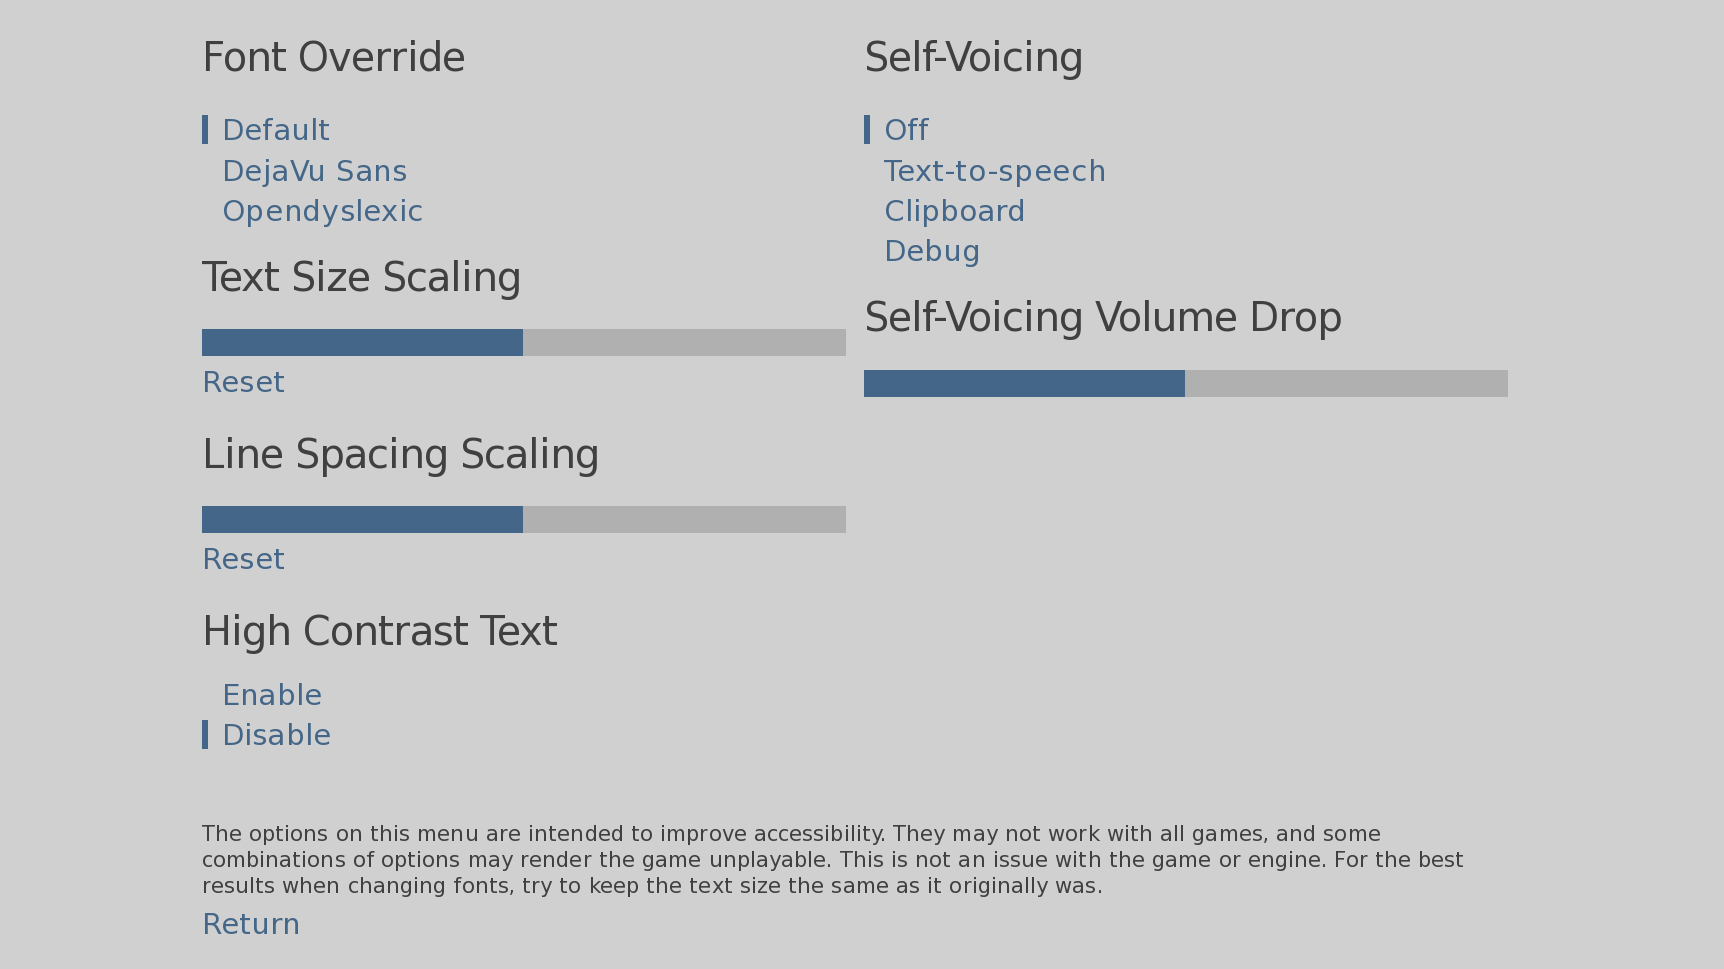 Font Override
Default
DejaVu Sans
Opendyslexic
Text Size Scaling
Reset
Line Spacing Scaling
Reset
High Contrast Text
Enable
Disable
Self-Voicing
Off
Text-to-speech
Clipboard
Debug
Self-Voicing Volume Drop
The options on this menu are intended to improve accessibility. They may not work with all games, and some
combinations of options may render the game unplayable. This is not an issue with the game or engine. For the best
results when changing fonts, try to keep the text size the same as it originally was.
Return